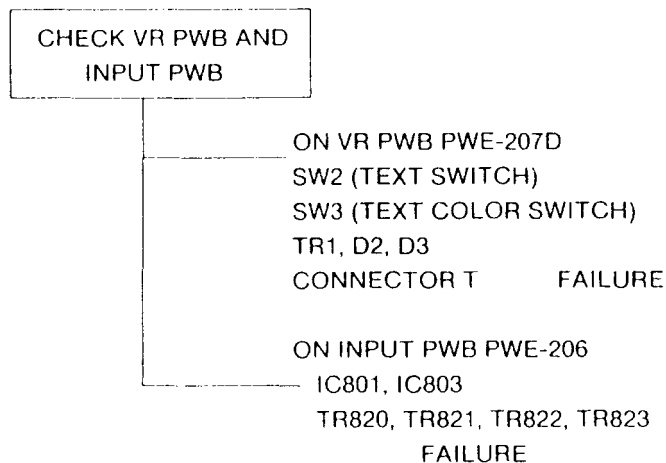 CHECK VR PWB AND
INPUT PWB
ON VR PWB PWE-207D
SW2 (TEXT SWITCH)
SW3 (TEXT COLOR SWITCH)
TR1, D2, D3
CONNECTOR T FAILURE
ON INPUT PWB PWE-206
IC801, IC803
TR820, TR821, TR822, TR823
FAILURE